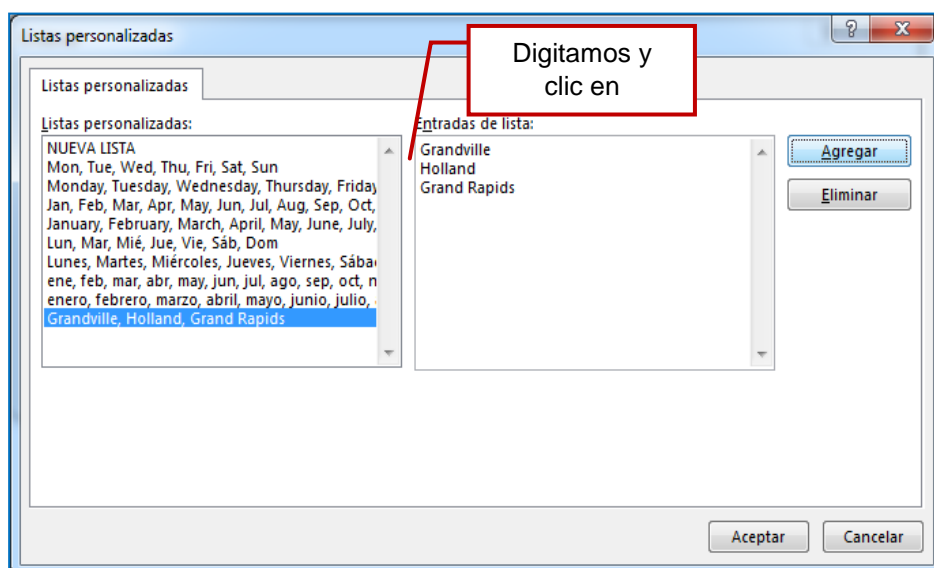 Listas personalizadas
Digitamos y
clic en
Listas personalizadas
Listas personalizadas:
NUEVA LISTA
Mon, Tue, Wed, Thu, Fri, Sat, Sun
Monday, Tuesday, Wednesday, Thursday, Friday
Jan, Feb, Mar, Apr, May, Jun, Jul, Aug, Sep, Oct,
January, February, March, April, May, June, July,
Lun, Mar, Mié, Jue, Vie, Sáb, Dom
Lunes, Martes, Miércoles, Jueves, Viernes, Sába
ene, feb, mar, abr, may, jun, jul, ago, sep, oct, n
enero, febrero, marzo, abril, mayo, junio, julio,
Grandville, Holland, Grand Rapids
Entradas de lista:
Grandville
Holland
Grand Rapids
Agregar
Eliminar
Aceptar
Cancelar